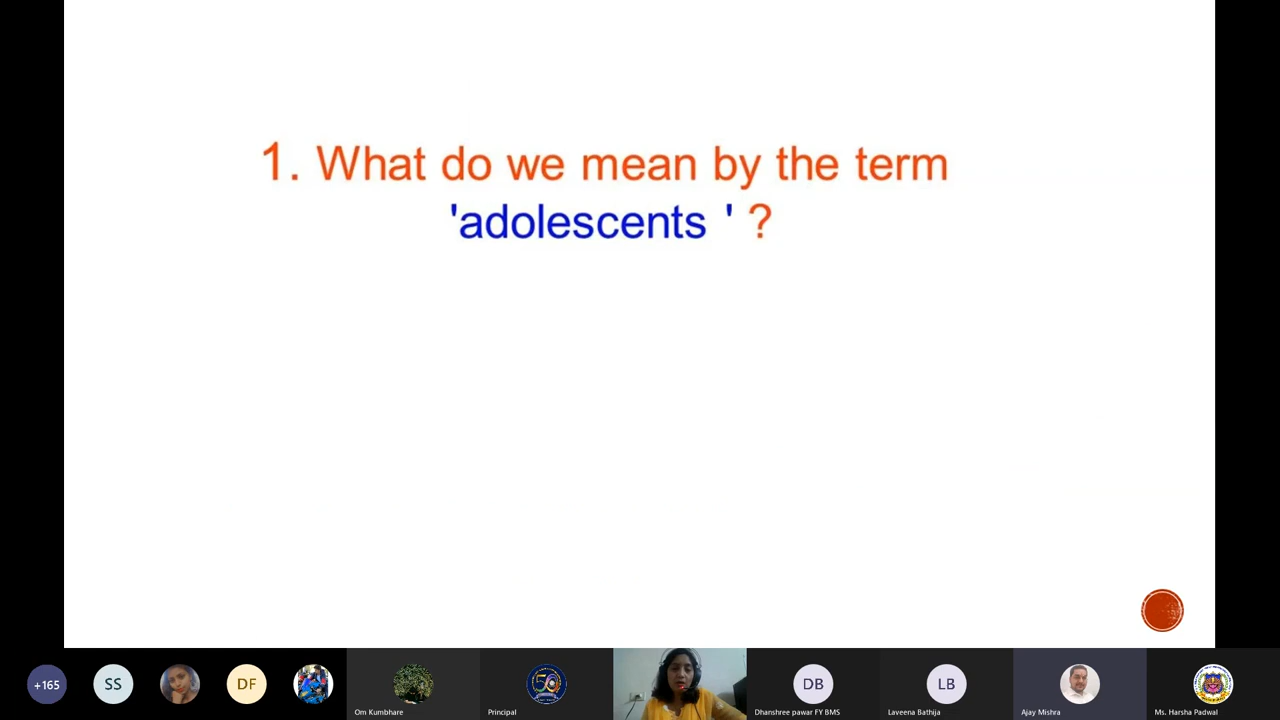 1. What do we mean by the term
'adolescents ' ?
+165
SS
DF
Om Kumbhare
50
Principal
DB
Dhanshree pawar FY BMS
LB
Laveena Bathija
Ajay Mishra
Ms. Harsha Padwal